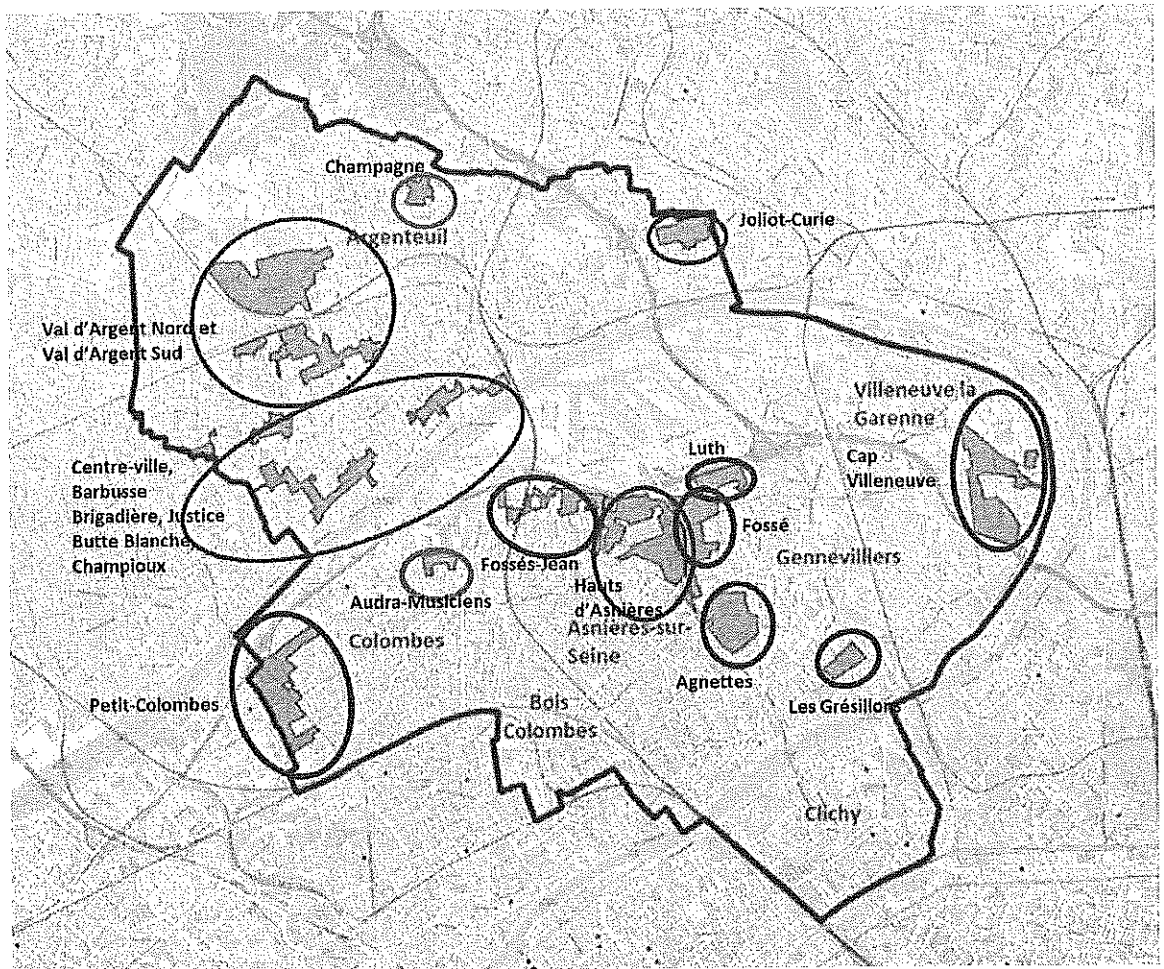 Champagne
Argenteuil
Joliot-Curie
Val d'Argent Nord et
Val d'Argent Sud
Villeneuve la
Garenne
Cap
Villeneuve
Luth
Centre-ville,
Barbusse
Brigadière, Justice
Butte Blanche,
Champioux
Fossé
Fossés-Jean
Gennevillers
Audra-Musiciens
Hauts
d'Asnières
Asnières-sur-
Seine
Colombes
Agnettes
Petit-Colombes
Les Grésillons
Bois
Colombes
Clichy